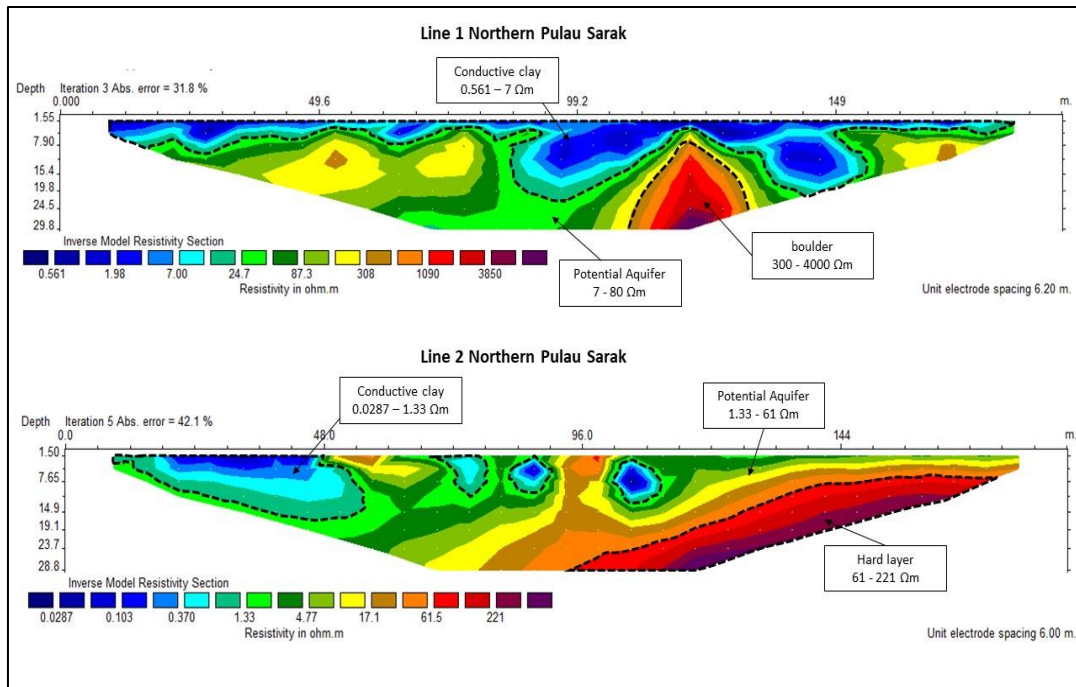 Line 1 Northern Pulau Sarak
Conductive clay
0.561 – 7 Ωm
Depth Iteration 3 Abs. error = 31.8 %
0.000 49.6 99.2 149 m.
1.55
7.90
15.4
19.8
24.5
29.8
Inverse Model Resistivity Section
0.561 1.98 7.00 24.7 87.3 308 1090 3850
Resistivity in ohm.m
Potential Aquifer
7 - 80 Ωm
boulder
300 - 4000 Ωm
Unit electrode spacing 6.20 m.
Line 2 Northern Pulau Sarak
Conductive clay
0.0287 – 1.33 Ωm
Potential Aquifer
1.33 - 61 Ωm
Depth Iteration 5 Abs. error = 42.1 %
0.0 48.0 96.0 144 m.
1.50
7.65
14.9
19.1
23.7
28.8
Hard layer
61 - 221 Ωm
Inverse Model Resistivity Section
0.0287 0.103 0.370 1.33 4.77 17.1 61.5 221
Resistivity in ohm.m
Unit electrode spacing 6.00 m.